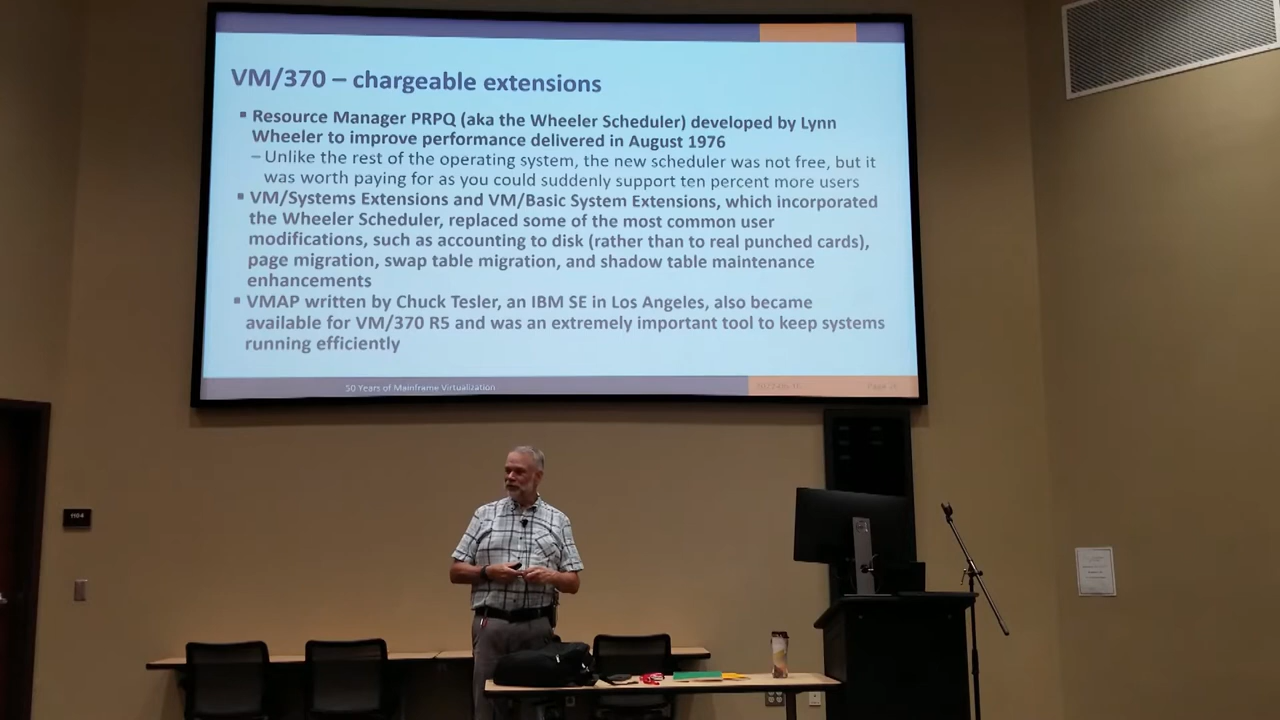 VM/370 – chargeable extensions
▪ Resource Manager PRPQ (aka the Wheeler Scheduler) developed by Lynn
Wheeler to improve performance delivered in August 1976
– Unlike the rest of the operating system, the new scheduler was not free, but it
was worth paying for as you could suddenly support ten percent more users
▪ VM/Systems Extensions and VM/Basic System Extensions, which incorporated
the Wheeler Scheduler, replaced some of the most common user
modifications, such as accounting to disk (rather than to real punched cards),
page migration, swap table migration, and shadow table maintenance
enhancements
▪ VMAP written by Chuck Tesler, an IBM SE in Los Angeles, also became
available for VM/370 R5 and was an extremely important tool to keep systems
running efficiently
50 Years of Mainframe Virtualization
Page
1104